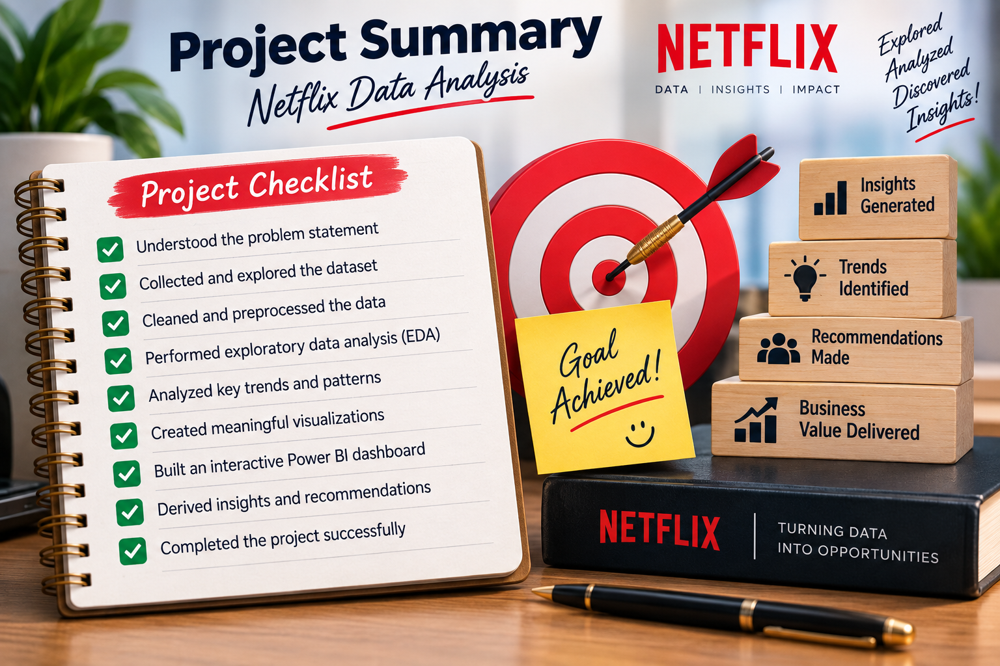 Project Summary
Netflix Data Analysis
NETFLIX
DATA | INSIGHTS | IMPACT
Explored
Analyzed
Discovered
Insights!
Project Checklist
Understood the problem statement
Collected and explored the dataset
Cleaned and preprocessed the data
Performed exploratory data analysis (EDA)
Analyzed key trends and patterns
Created meaningful visualizations
Built an interactive Power BI dashboard
Derived insights and recommendations
Completed the project successfully
Goal
Achieved!
Insights
Generated
Trends
Identified
Recommendations
Made
Business
Value Delivered
NETFLIX
TURNING DATA
INTO OPPORTUNITIES